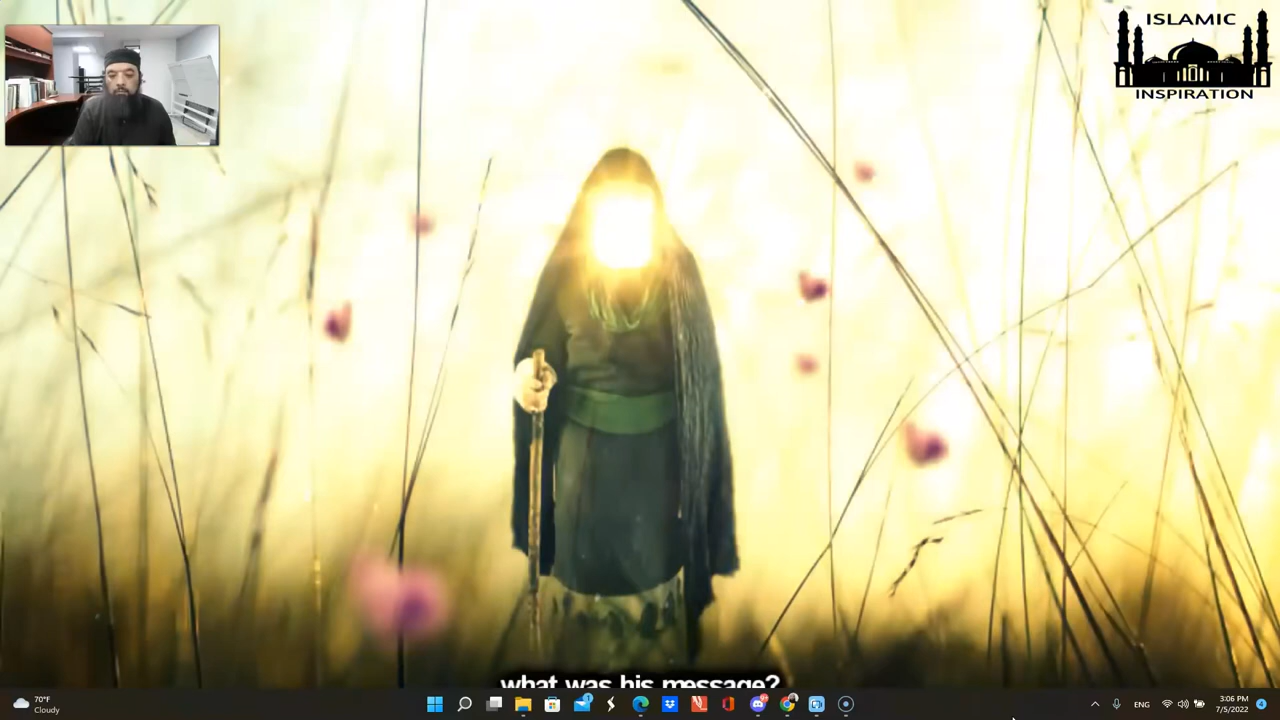 ISLAMIC
INSPIRATION
what was his message?
70°F
Cloudy
ENG
3:06 PM
7/5/2022